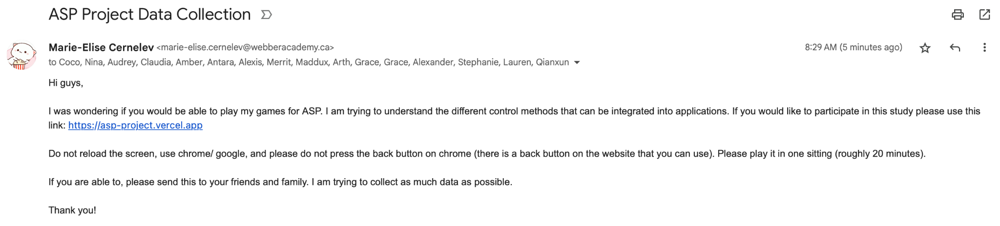 ASP Project Data Collection
Marie-Elise Cernelev <marie-elise.cernelev@webberacademy.ca>
8:29 AM (5 minutes ago)
to Coco, Nina, Audrey, Claudia, Amber, Antara, Alexis, Merrit, Maddux, Arth, Grace, Grace, Alexander, Stephanie, Lauren, Qianxun
Hi guys,
I was wondering if you would be able to play my games for ASP. I am trying to understand the different control methods that can be integrated into applications. If you would like to participate in this study please use this
link: https://asp-project.vercel.app
Do not reload the screen, use chrome/ google, and please do not press the back button on chrome (there is a back button on the website that you can use). Please play it in one sitting (roughly 20 minutes).
If you are able to, please send this to your friends and family. I am trying to collect as much data as possible.
Thank you!